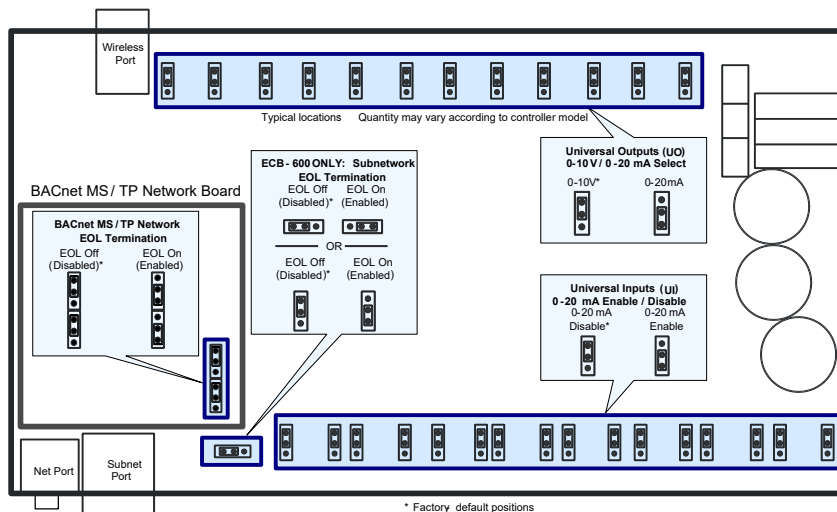 Wireless
Port
Typical locations    Quantity may vary according to controller model
ECB - 600 ONLY:  Subnetwork
EOL Termination
EOL Off
(Disabled)*
EOL On
(Enabled)
OR
EOL Off
(Disabled)*
EOL On
(Enabled)
Universal Outputs (UO)
0-10V / 0-20 mA Select
0-10V*
0-20mA
BACnet MS / TP Network Board
BACnet MS / TP Network
EOL Termination
EOL Off
(Disabled)*
EOL On
(Enabled)
Universal Inputs (UI)
0-20 mA Enable / Disable
0-20 mA
Disable*
0-20 mA
Enable
Net Port
Subnet
Port
* Factory- default positions